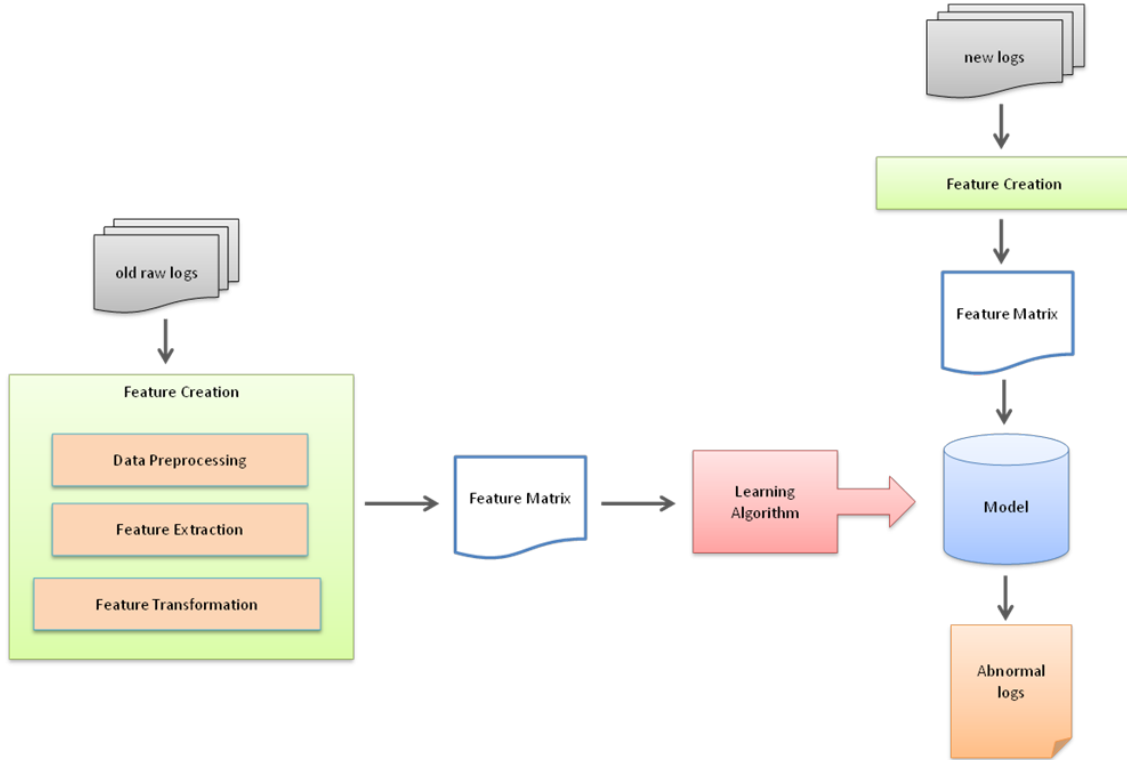 new logs
Feature Creation
Feature Matrix
old raw logs
Feature Creation
Data Preprocessing
Feature Extraction
Feature Transformation
Feature Matrix
Learning
Algorithm
Model
Abnormal
logs